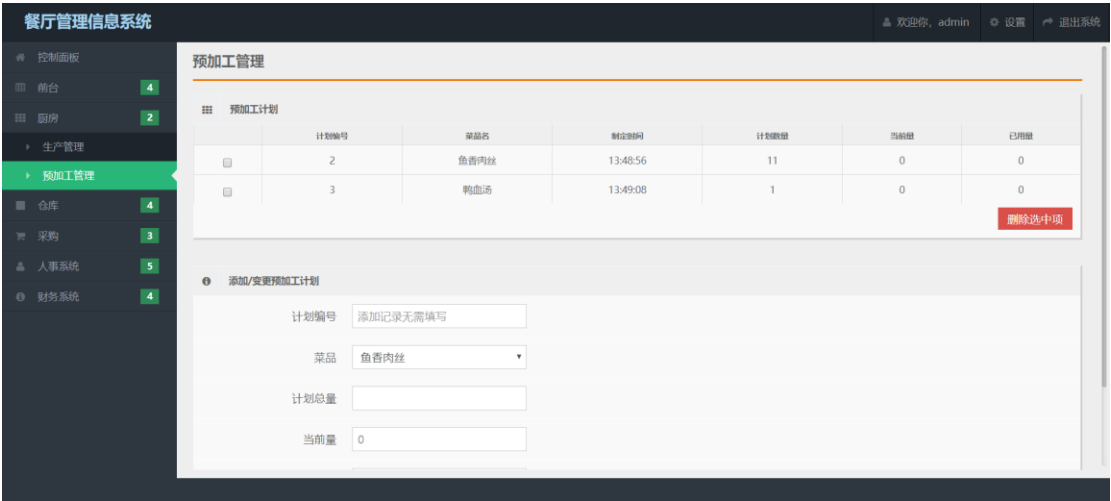 餐厅管理信息系统
欢迎你, admin 设置 退出系统
控制面板
前台 4
厨房 2
生产管理
预加工管理
仓库 4
采购 3
人事系统 5
财务系统 4
预加工管理
预加工计划
计划编号 菜品名 制定时间 计划数量 当前量 已用量
2 鱼香肉丝 13:48:56 11 0 0
3 鸭血汤 13:49:08 1 0 0
删除选中项
添加/变更预加工计划
计划编号 添加记录无需填写
菜品 鱼香肉丝
计划总量
当前量 0